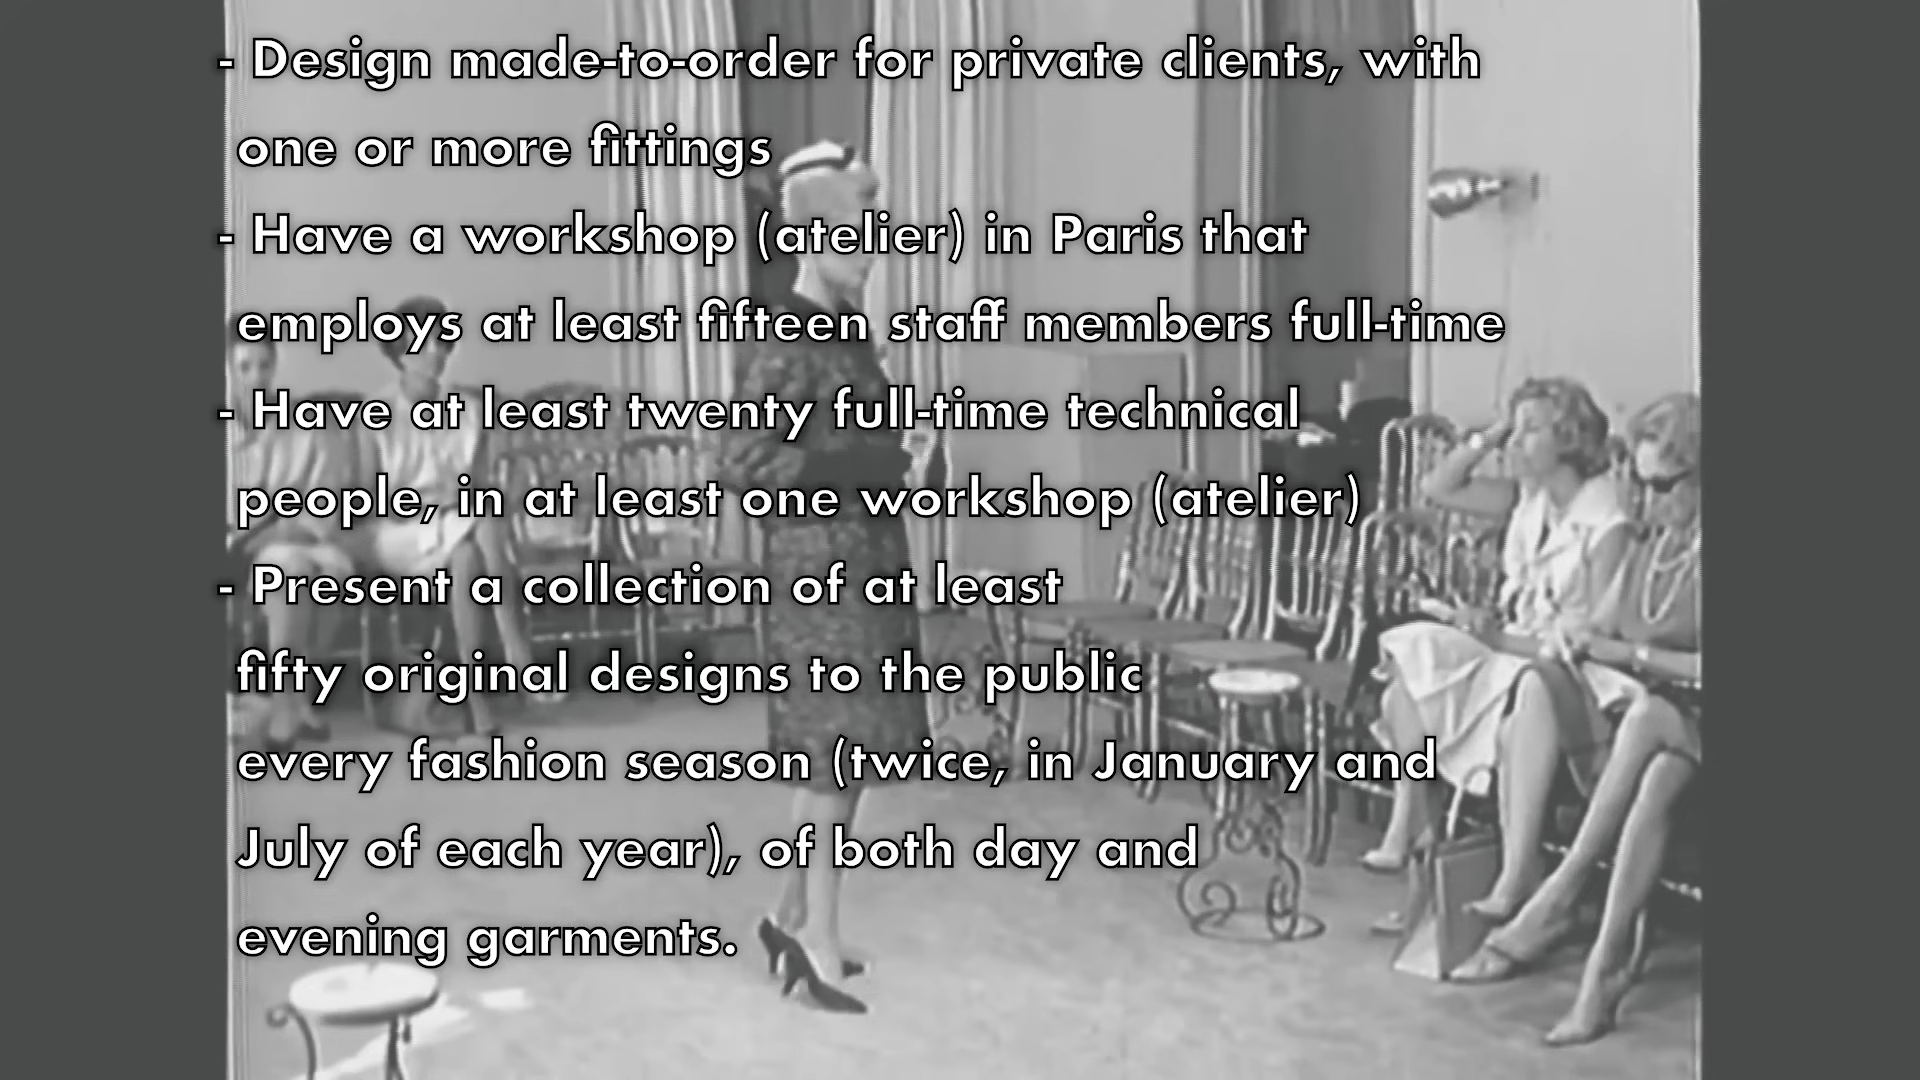 - Design made-to-order for private clients, with
one or more fittings
- Have a workshop (atelier) in Paris that
employs at least fifteen staff members full-time
- Have at least twenty full-time technical
people, in at least one workshop (atelier)
- Present a collection of at least
fifty original designs to the public
every fashion season (twice, in January and
July of each year), of both day and
evening garments.